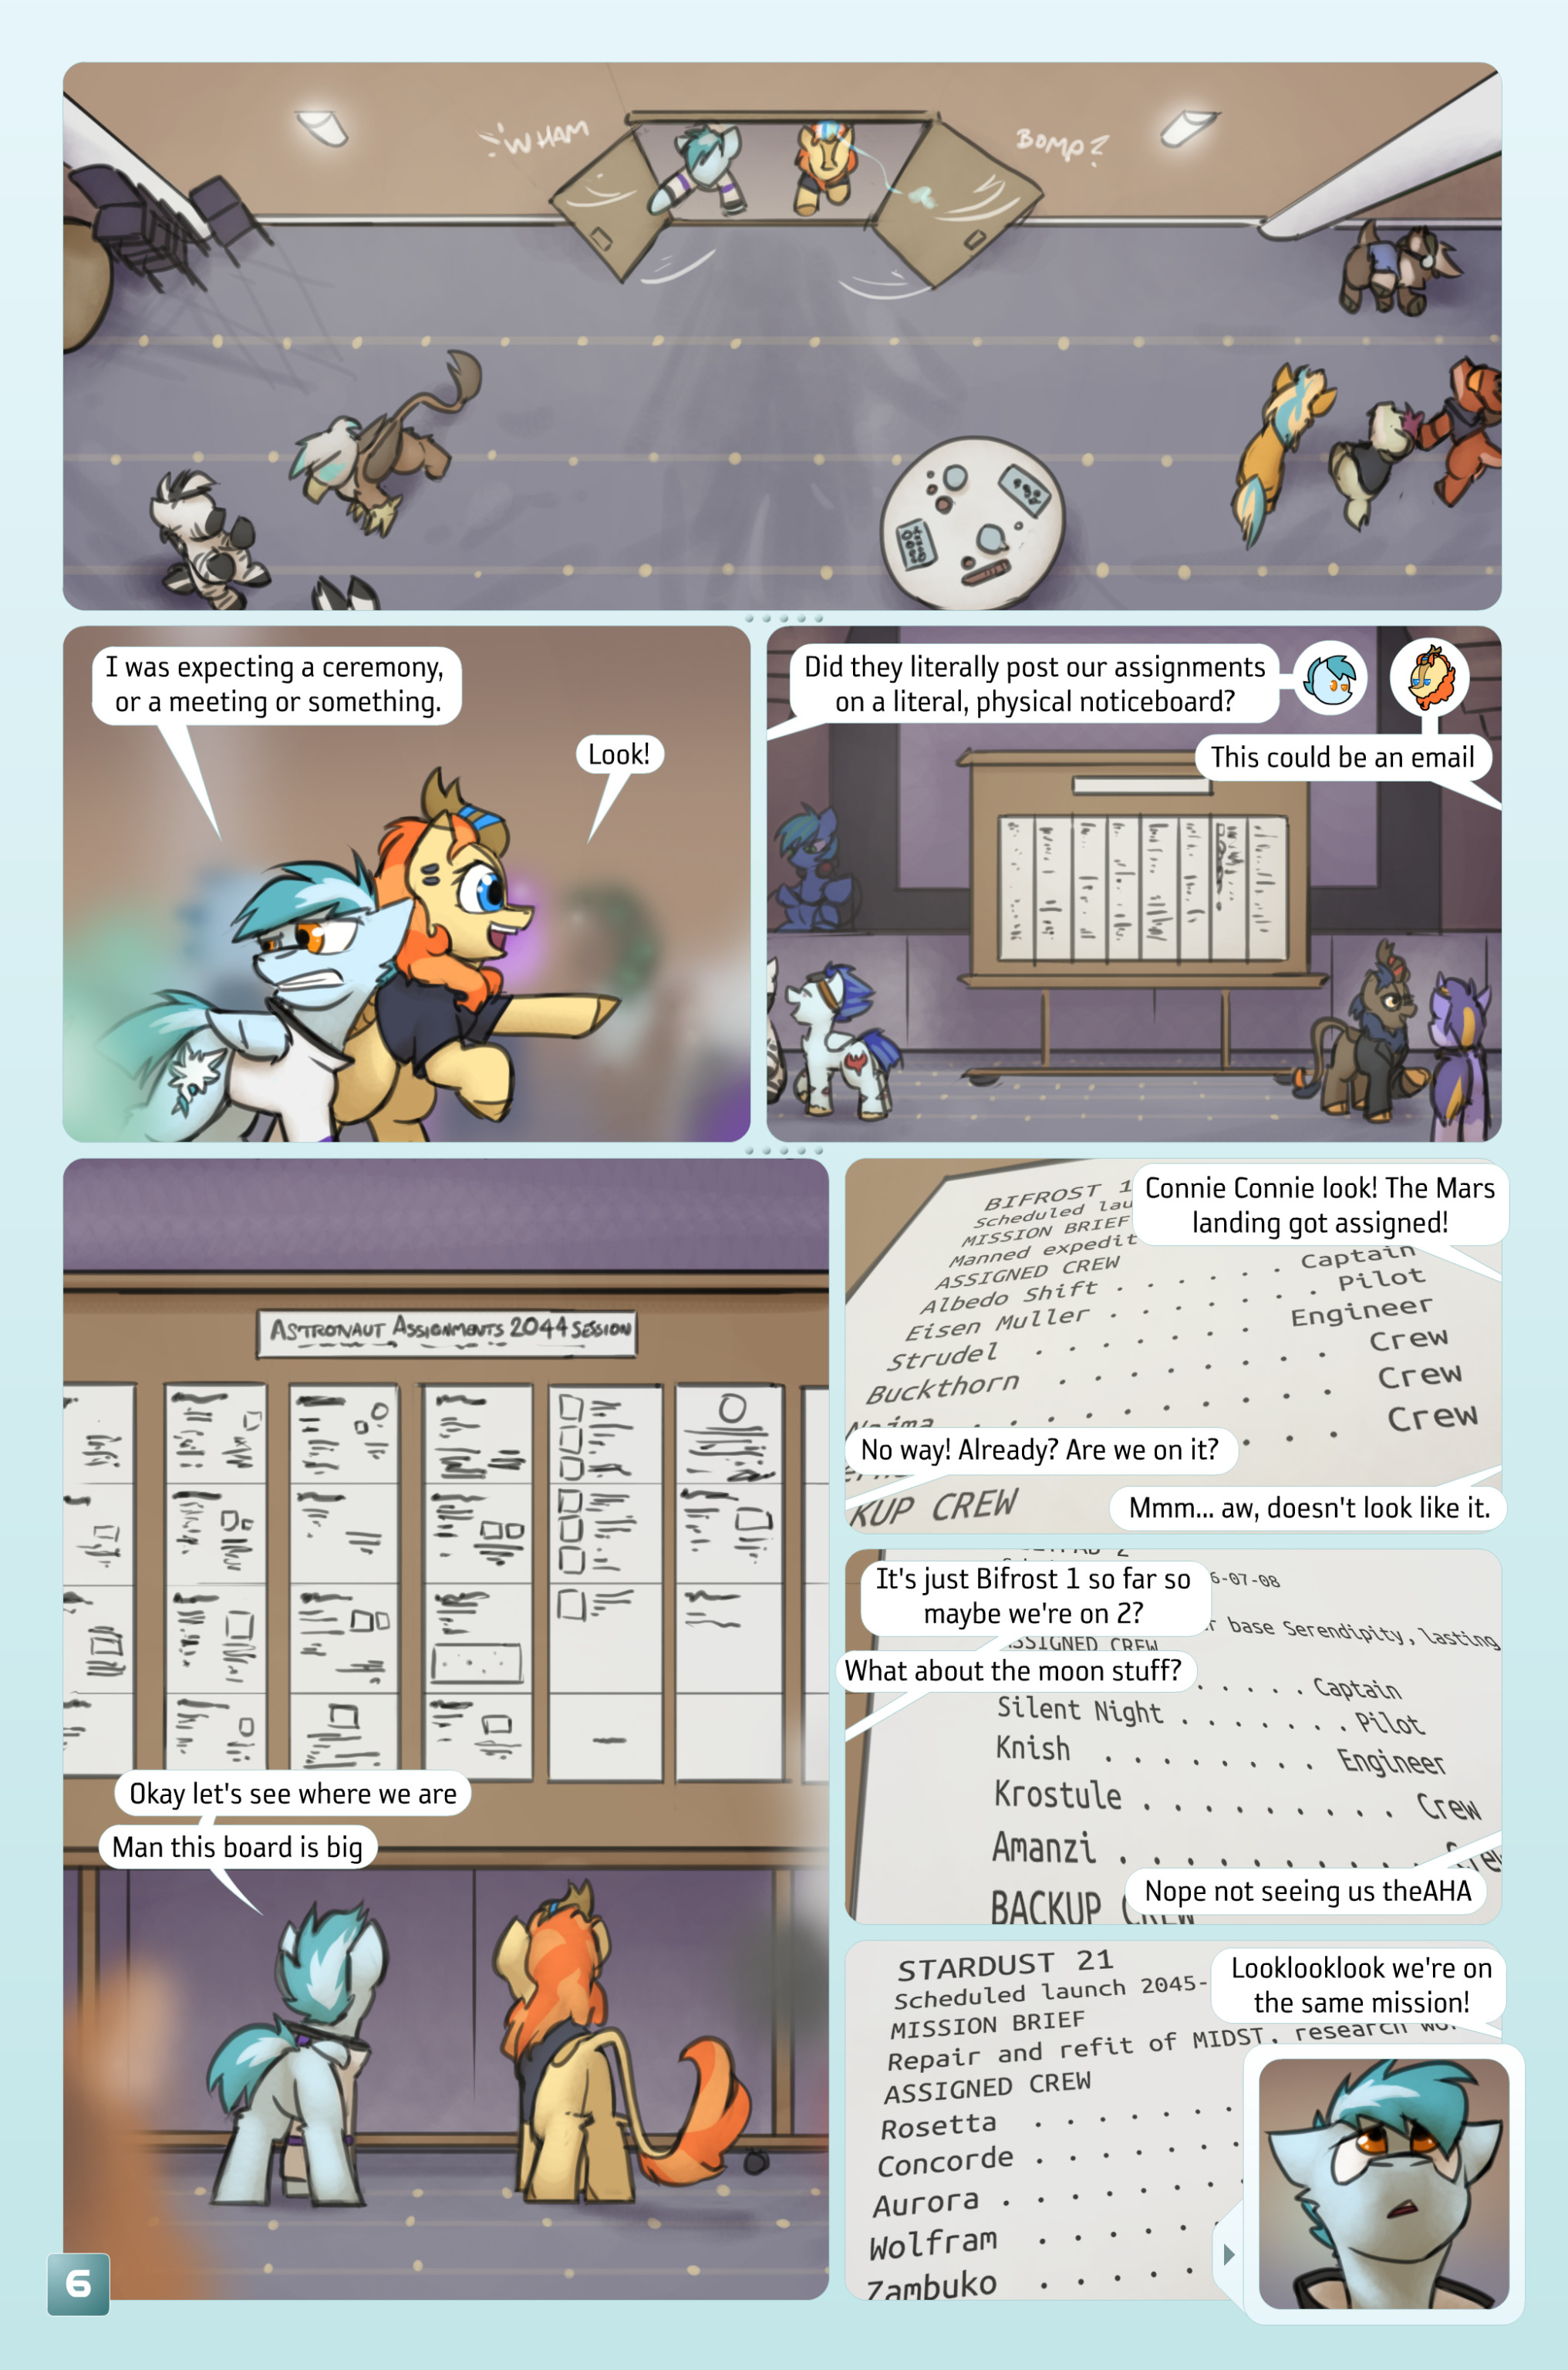 WHAM
BOMP?
I was expecting a ceremony,
or a meeting or something.
Look!
Did they literally post our assignments
on a literal, physical noticeboard?
This could be an email
ASTRONAUT ASSIGNMENTS 2044 SESSION
Okay let's see where we are
Man this board is big
Connie Connie look! The Mars
landing got assigned!
BIFROST 1
Scheduled
MISSION BRIEF
Manned
ASSIGNED CREW
Albedo Shift . . . . . . Captain
Eisen Muller . . . . . . . Pilot
Strudel . . . . . . Engineer
Buckthorn . . . . . . . . Crew
. . . . . . . . . Crew
Crew
No way! Already? Are we on it?
KUP CREW
Mmm... aw, doesn't look like it.
It's just Bifrost 1 so far so
maybe we're on 2?
6-07-08
base Serendipity, lasting
ASSIGNED CREW
What about the moon stuff?
. . . . . Captain
Silent Night . . . . . . . Pilot
Knish . . . . . . . . Engineer
Krostule . . . . . . . . . Crew
Amanzi . . . . . . . . . .
Nope not seeing us theAHA
BACKUP CREW
STARDUST 21
Looklooklook we're on
the same mission!
Scheduled launch 2045-
MISSION BRIEF
Repair and refit of MIDST, research
ASSIGNED CREW
Rosetta . . . . . . .
Concorde . . . . . . .
Aurora . . . . . . . .
Wolfram . . . . .
Zambuko . . . . .
6